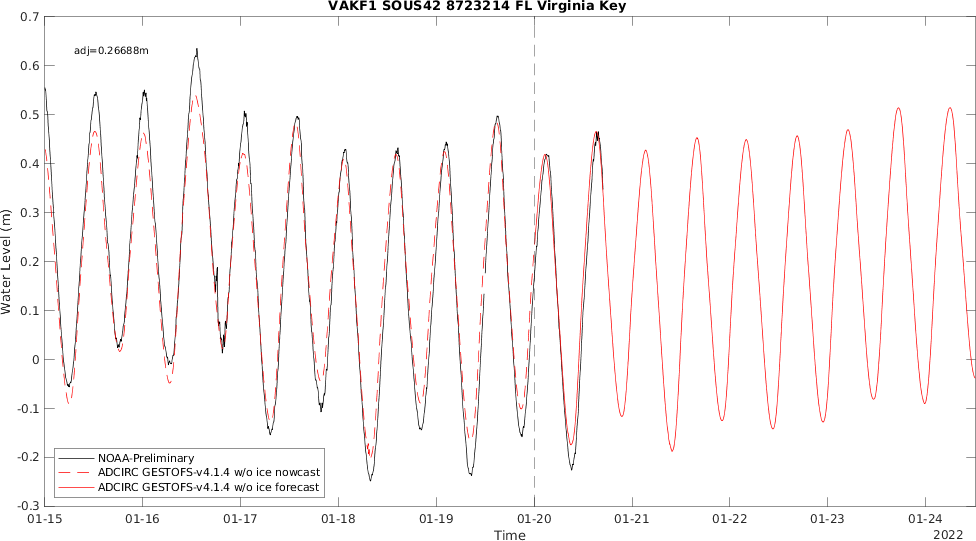 VAKF1 SOUS42 8723214 FL Virginia Key
adj=0.26688m
0.7
0.6
0.5
0.4
0.3
0.2
0.1
0
-0.1
-0.2
-0.3
Water Level (m)
NOAA-Preliminary
ADCIRC GESTOFS-v4.1.4 w/o ice nowcast
ADCIRC GESTOFS-v4.1.4 w/o ice forecast
01-15 01-16 01-17 01-18 01-19 01-20 01-21 01-22 01-23 01-24
Time
2022